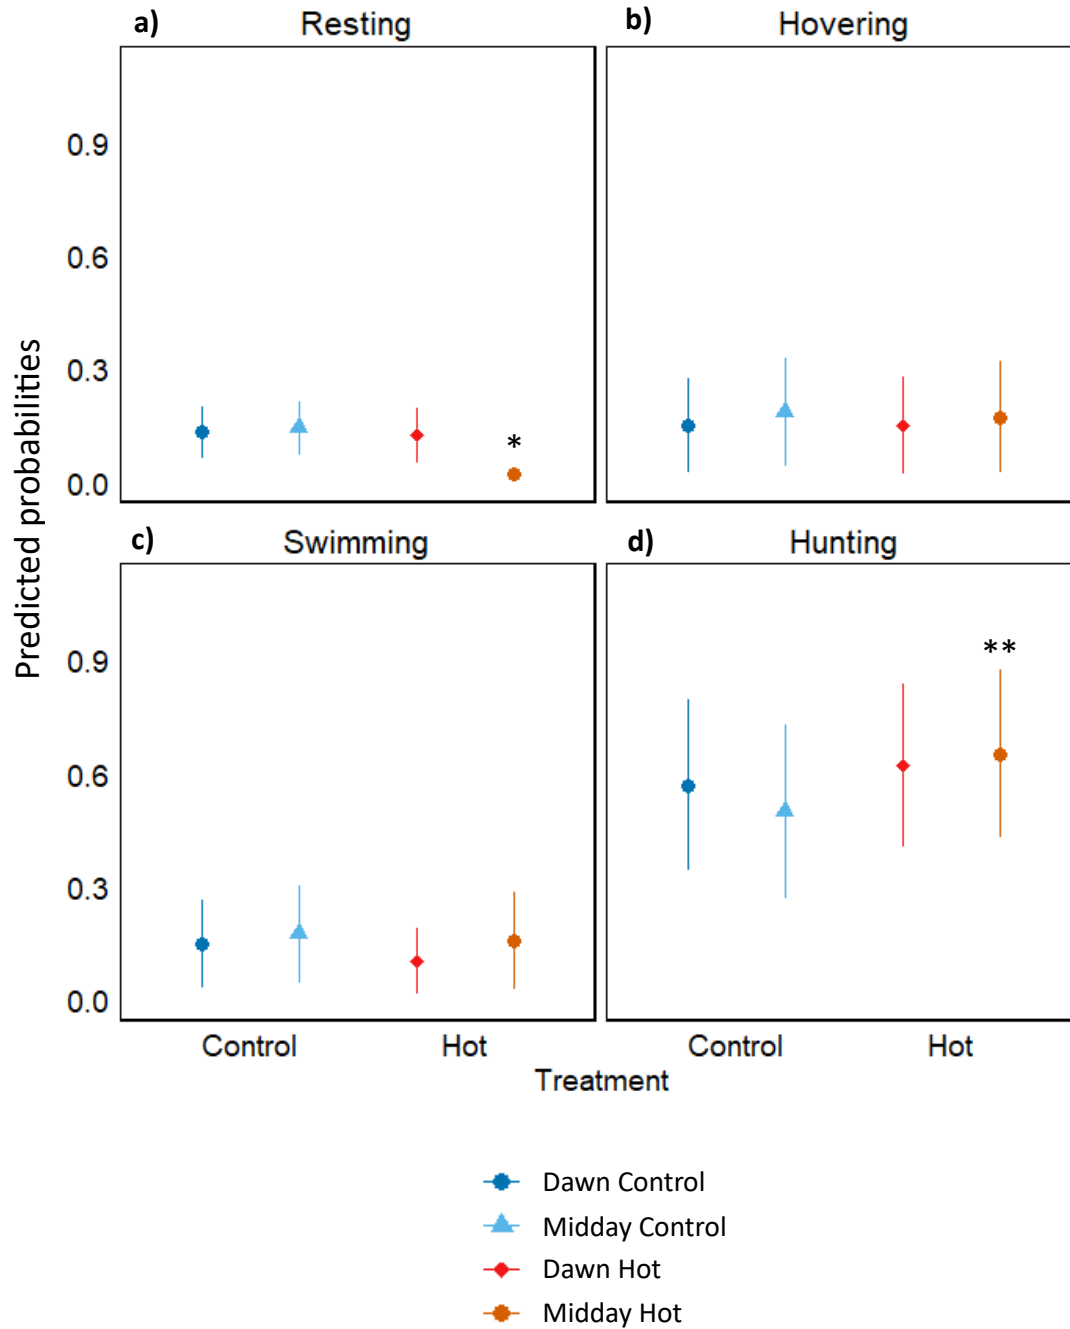 a) Resting
b) Hovering
0.9
0.6
0.3
0.0
*
Predicted probabilities
c) Swimming
d) Hunting
0.9
0.6
0.3
0.0
**
Control Hot
Control Hot
Treatment
Dawn Control
Midday Control
Dawn Hot
Midday Hot